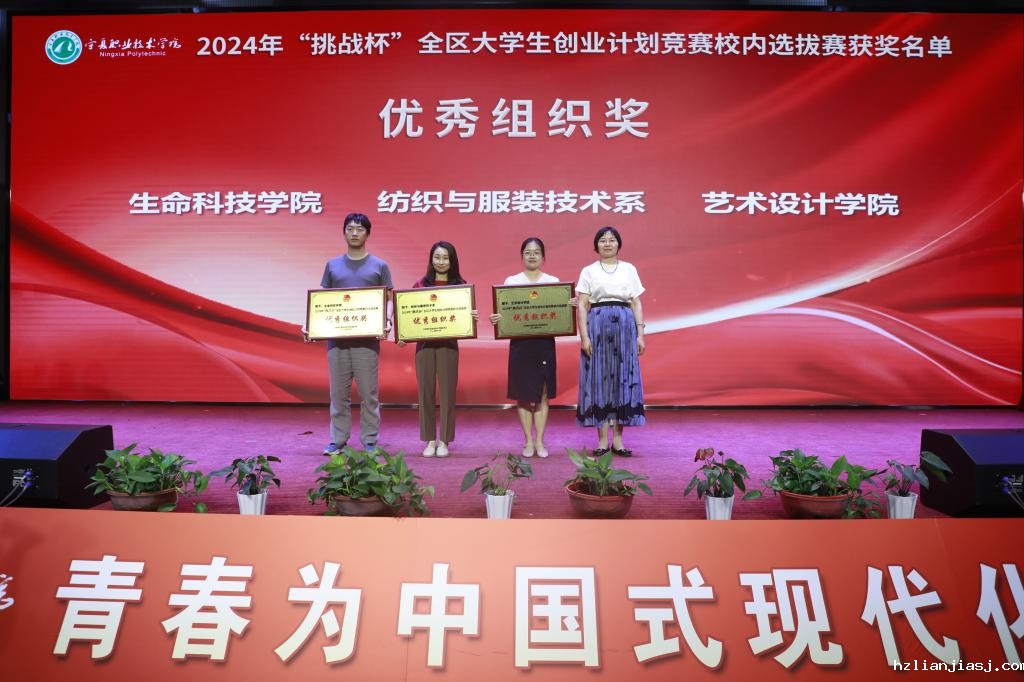 宁夏职业技术学院
Ningxia Polytechnic
2024年“挑战杯”全区大学生创业计划竞赛校内选拔赛获奖名单
优秀组织奖
生命科技学院 纺织与服装技术系 艺术设计学院
优秀组织奖
优秀组织奖
优秀组织奖
青春为中国式现代化
hzlianjiasj.com